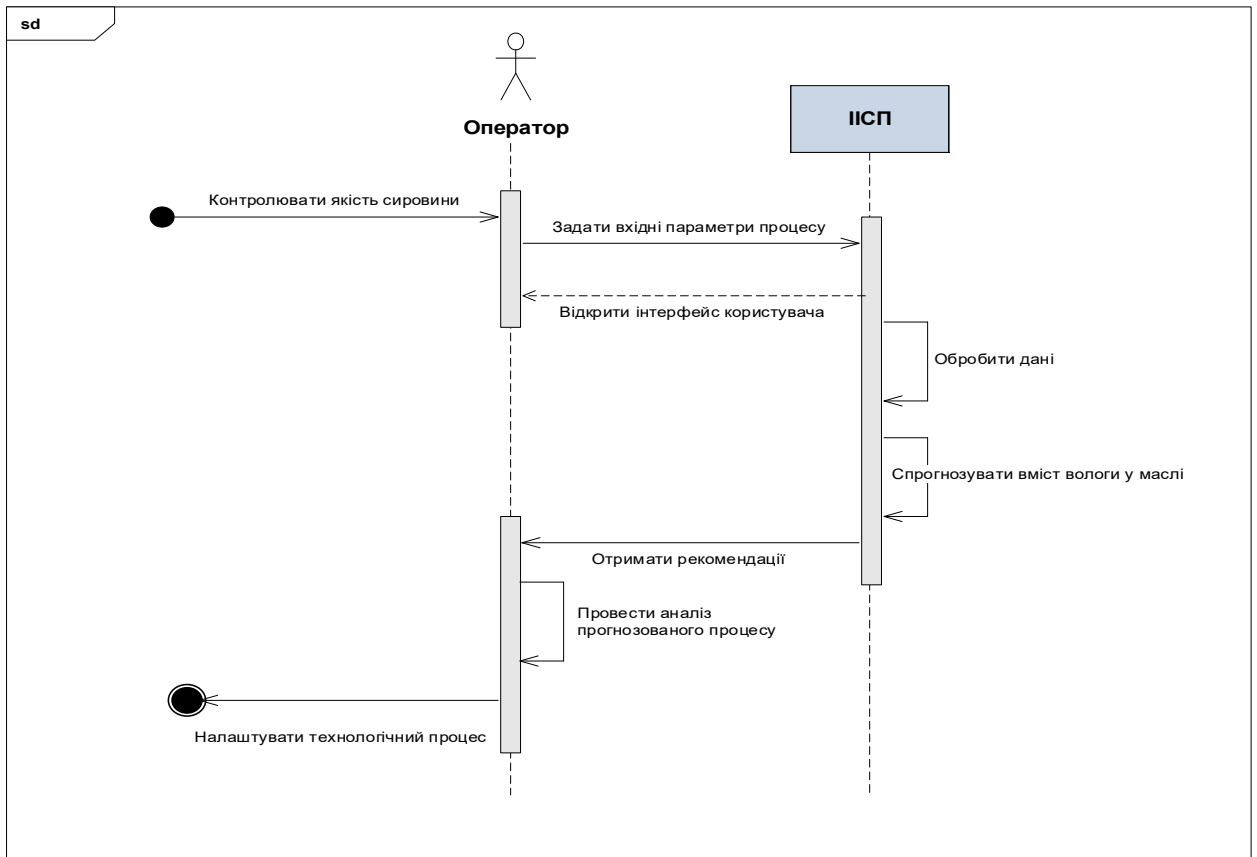 sd
Оператор
ІІСП
Контролювати якість сировини
Задати вхідні параметри процесу
Відкрити інтерфейс користувача
Обробити дані
Спрогнозувати вміст вологи у маслі
Отримати рекомендації
Провести аналіз
прогнозованого процесу
Налаштувати технологічний процес